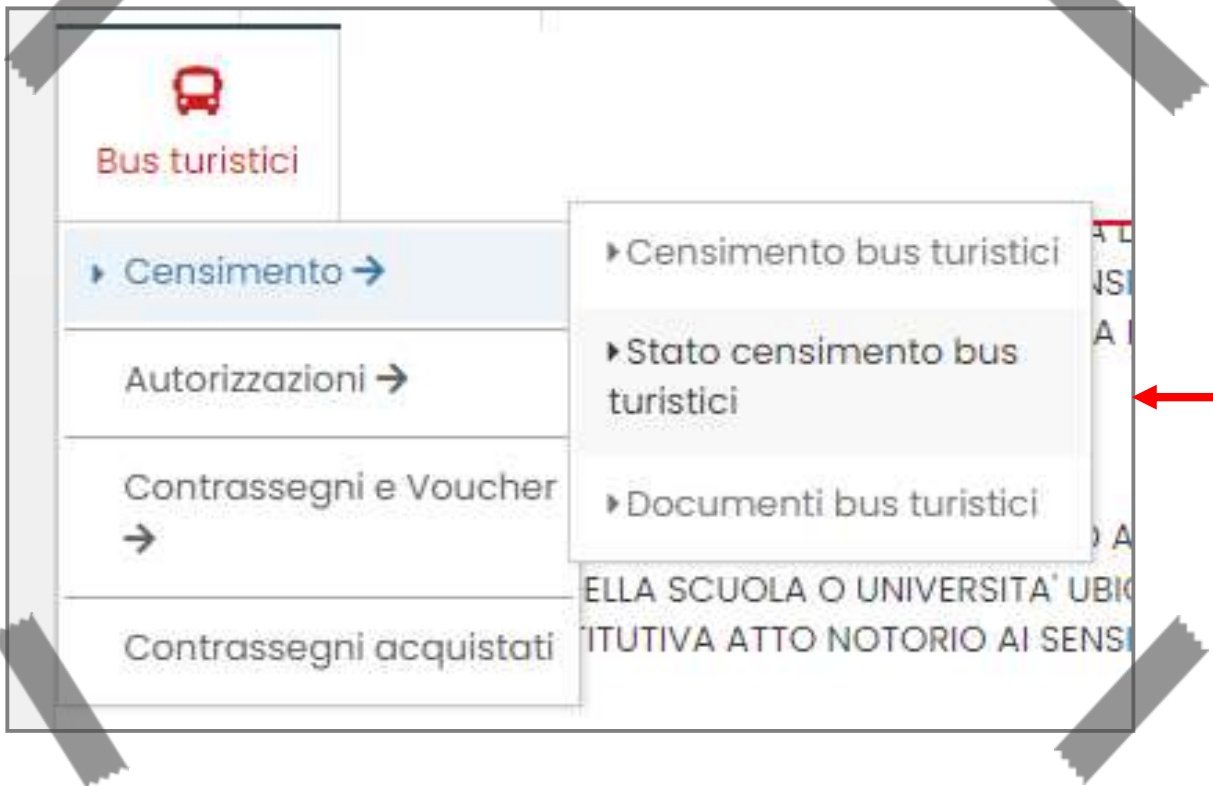 Bus turistici
Censimento →
Autorizzazioni →
Contrassegni e Voucher
→
Contrassegni acquistati
Censimento bus turistici
Stato censimento bus
turistici
Documenti bus turistici
ELLA SCUOLA O UNIVERSITA' UBI
TITUTIVA ATTO NOTORIO AI SENSI